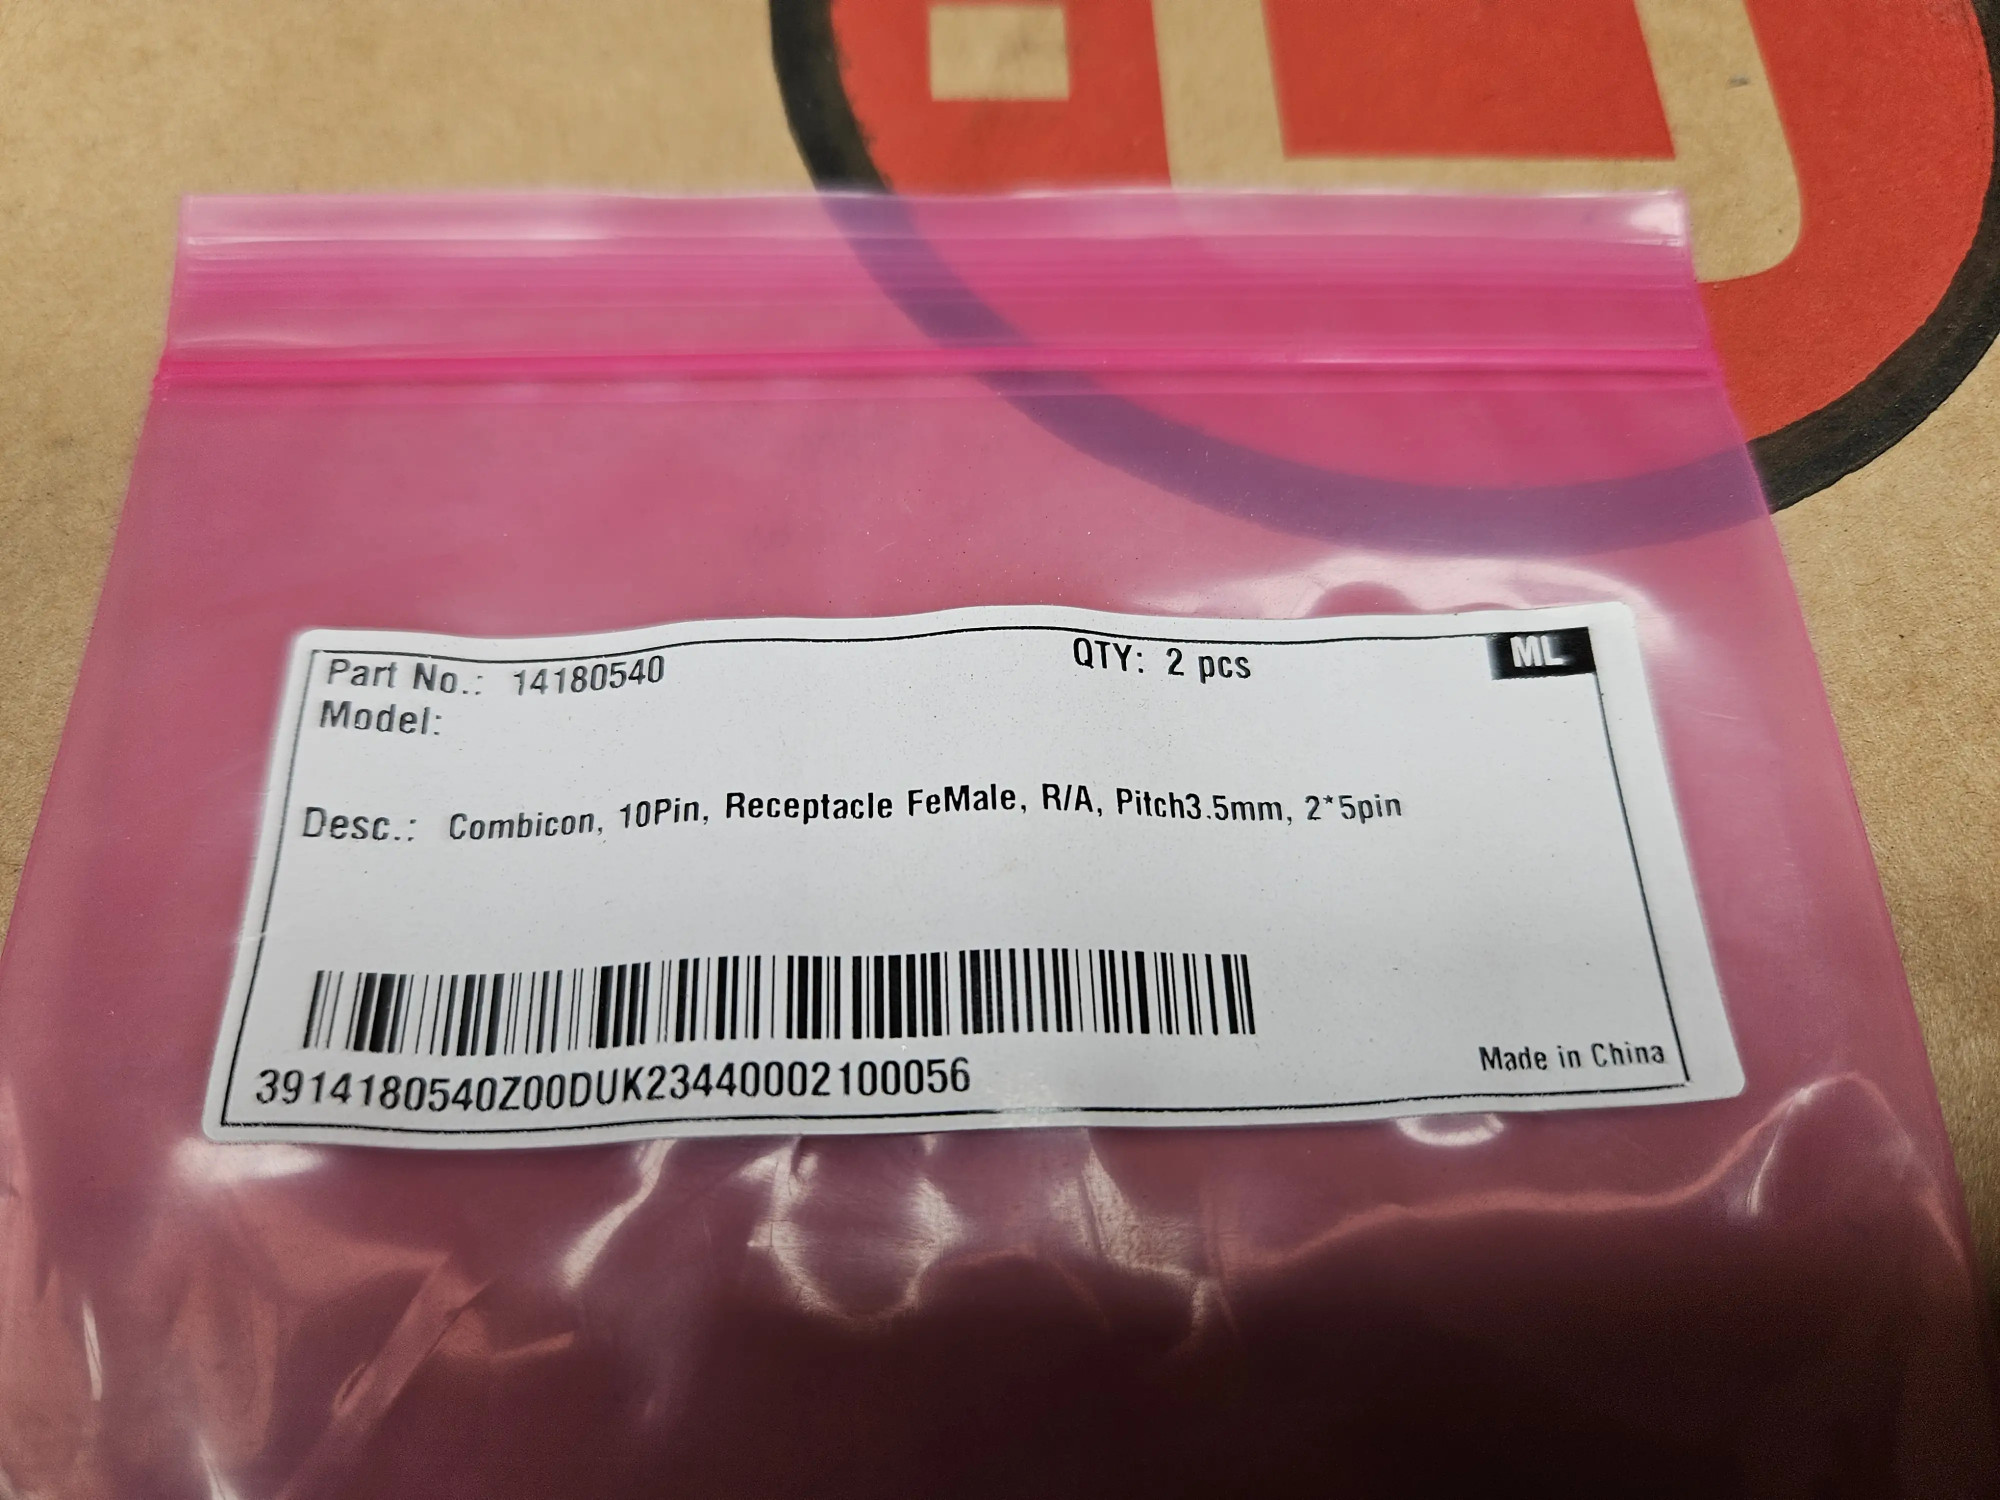 Part No.: 14180540 QTY: 2 pcs ML
Model:
Desc.: Combicon, 10Pin, Receptacle FeMale, R/A, Pitch3.5mm, 2*5pin
3914180540Z00DUK23440002100056
Made in China